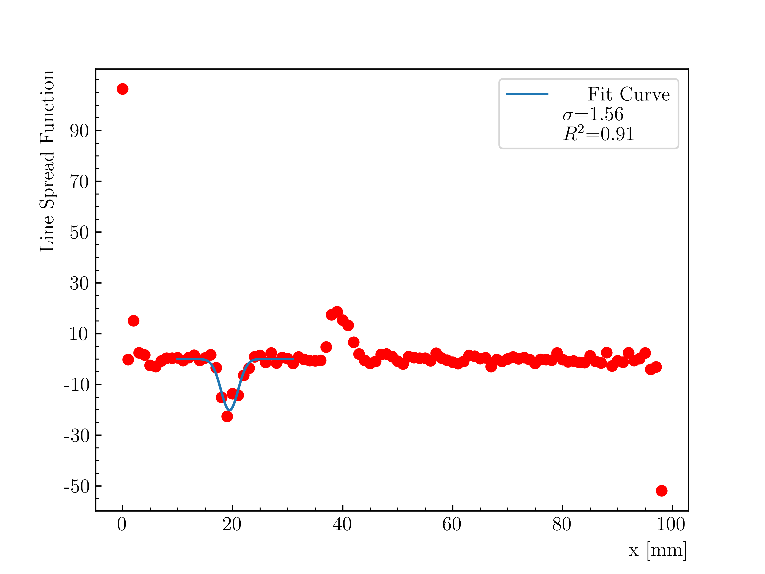 Line Spread Function
90
70
50
30
10
-10
-30
-50
Fit Curve
σ=1.56
R²=0.91
0 20 40 60 80 100
x [mm]